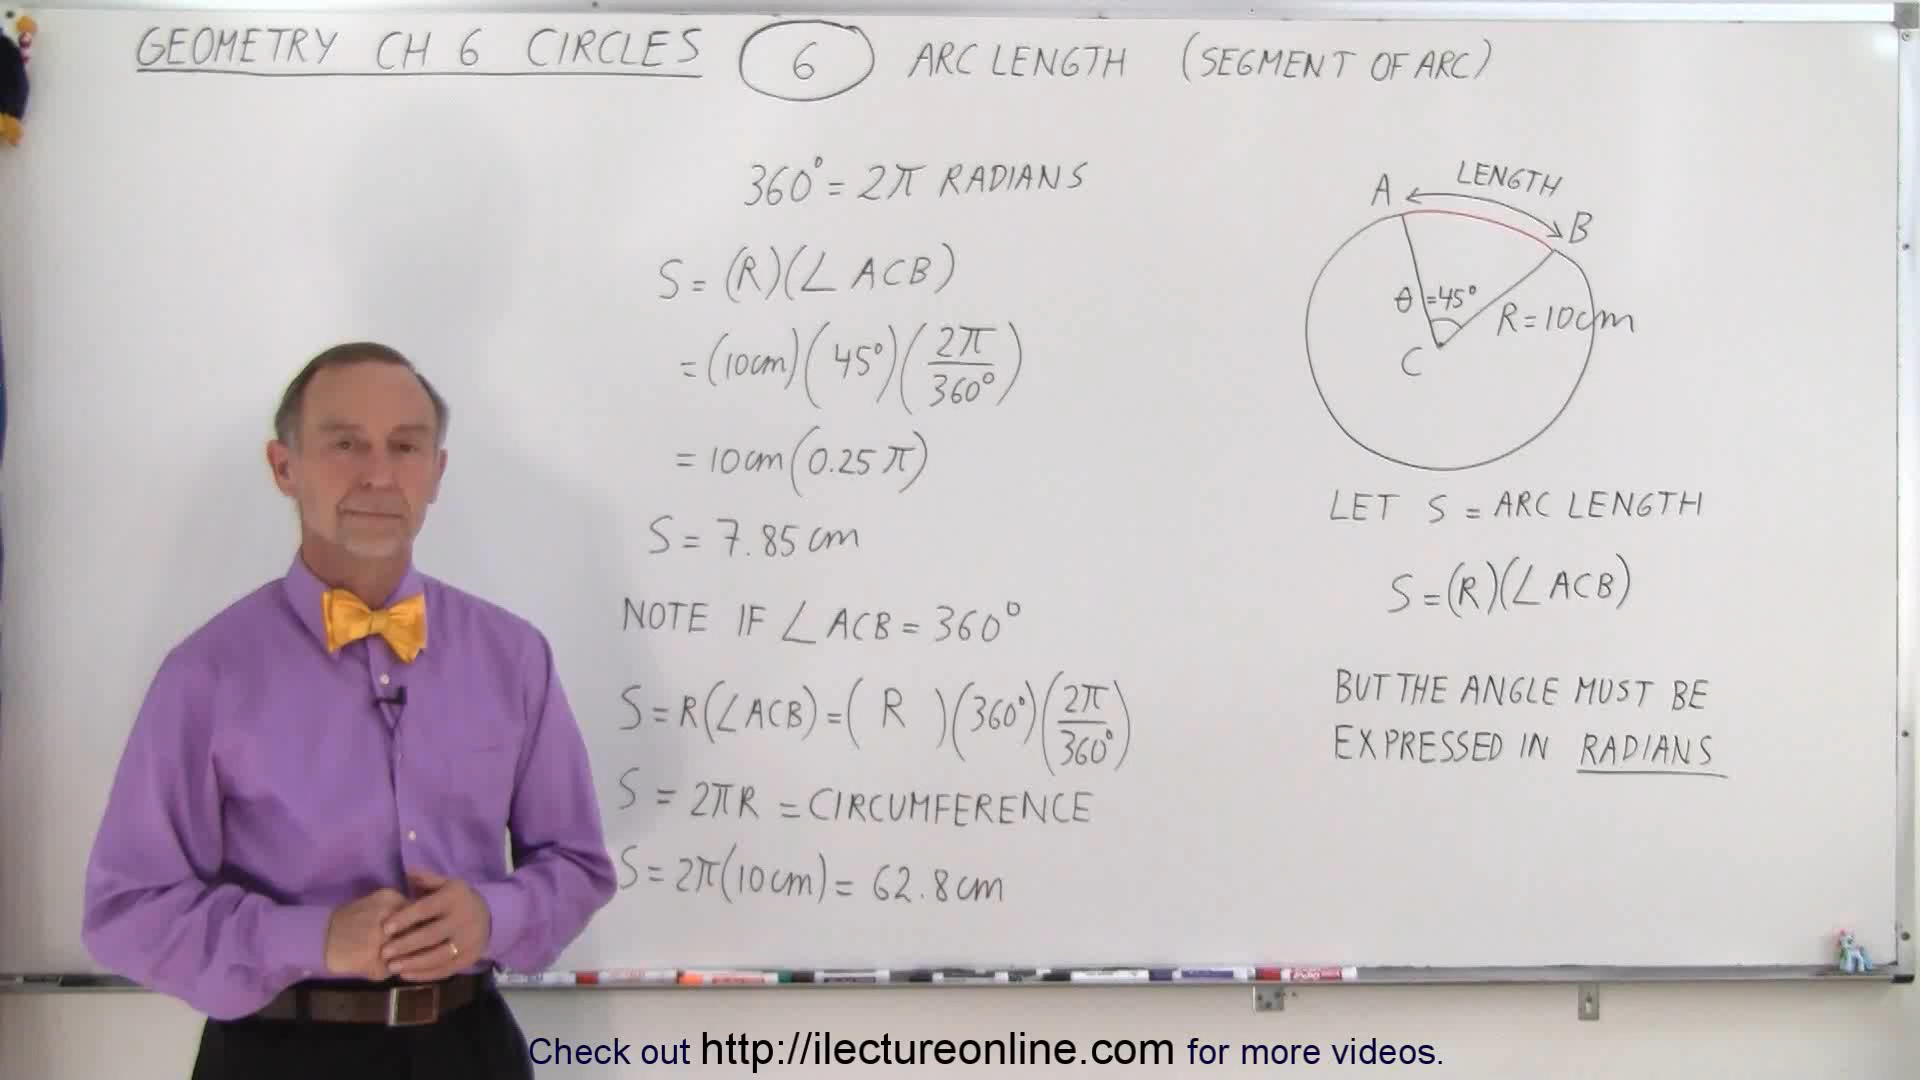 GEOMETRY CH 6 CIRCLES 6 ARC LENGTH (SEGMENT OF ARC)
360° = 2π RADIANS
S = (R)(∠ ACB)
= (10cm)(45°)(2π/360°)
= 10cm(0.25π)
S = 7.85 cm
NOTE IF ∠ ACB = 360°
S = R(∠ACB) = ( R )(360°)(2π/360°)
S = 2πR = CIRCUMFERENCE
S = 2π(10cm) = 62.8cm
LENGTH
A
B
θ = 45°
R = 10cm
C
LET S = ARC LENGTH
S = (R)(∠ ACB)
BUT THE ANGLE MUST BE
EXPRESSED IN RADIANS
Check out http://ilectureonline.com for more videos.